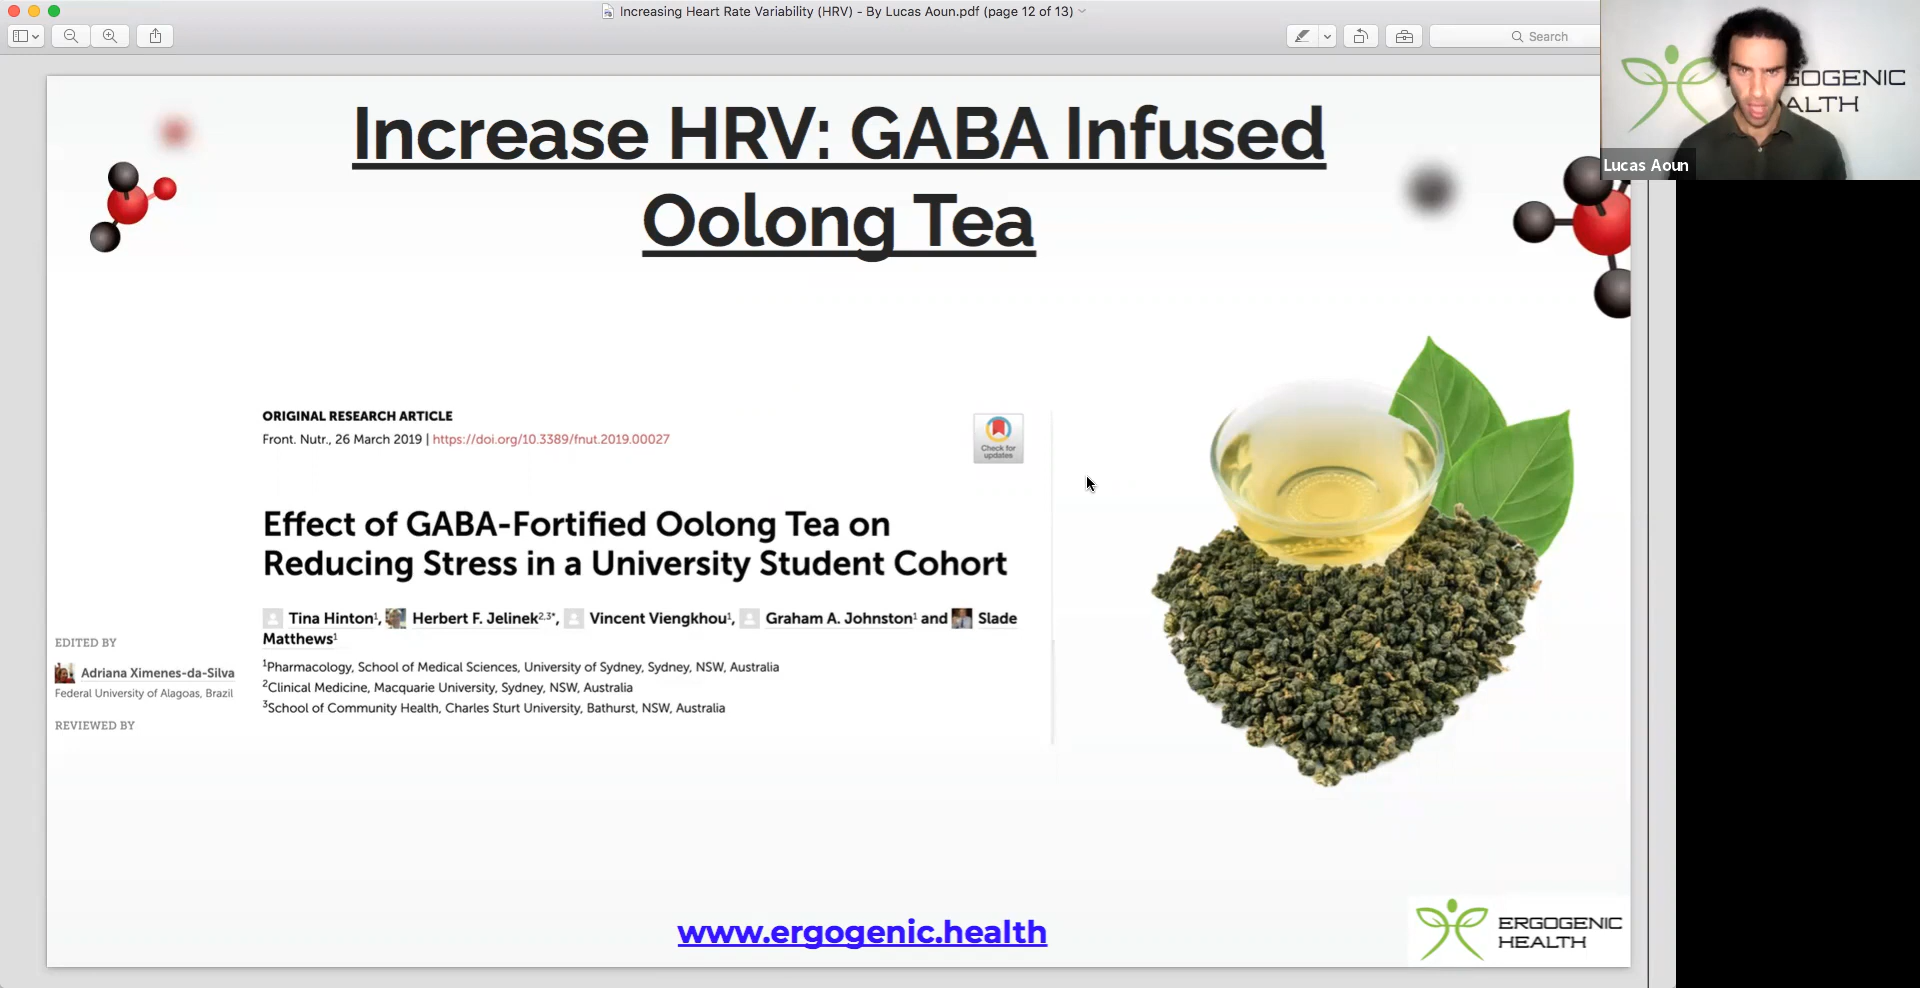 Increasing Heart Rate Variability (HRV) - By Lucas Aoun.pdf (page 12 of 13)
Search
GOGENIC
ALTH
Lucas Aoun
Increase HRV: GABA Infused
Oolong Tea
ORIGINAL RESEARCH ARTICLE
Front. Nutr., 26 March 2019 | https://doi.org/10.3389/fnut.2019.00027
Check for
updates
Effect of GABA-Fortified Oolong Tea on
Reducing Stress in a University Student Cohort
Tina Hinton1, Herbert F. Jelinek2,3*, Vincent Viengkhou1, Graham A. Johnston1 and Slade
Matthews1
1Pharmacology, School of Medical Sciences, University of Sydney, Sydney, NSW, Australia
2Clinical Medicine, Macquarie University, Sydney, NSW, Australia
3School of Community Health, Charles Sturt University, Bathurst, NSW, Australia
EDITED BY
Adriana Ximenes-da-Silva
Federal University of Alagoas, Brazil
REVIEWED BY
www.ergogenic.health
ERGOGENIC
HEALTH